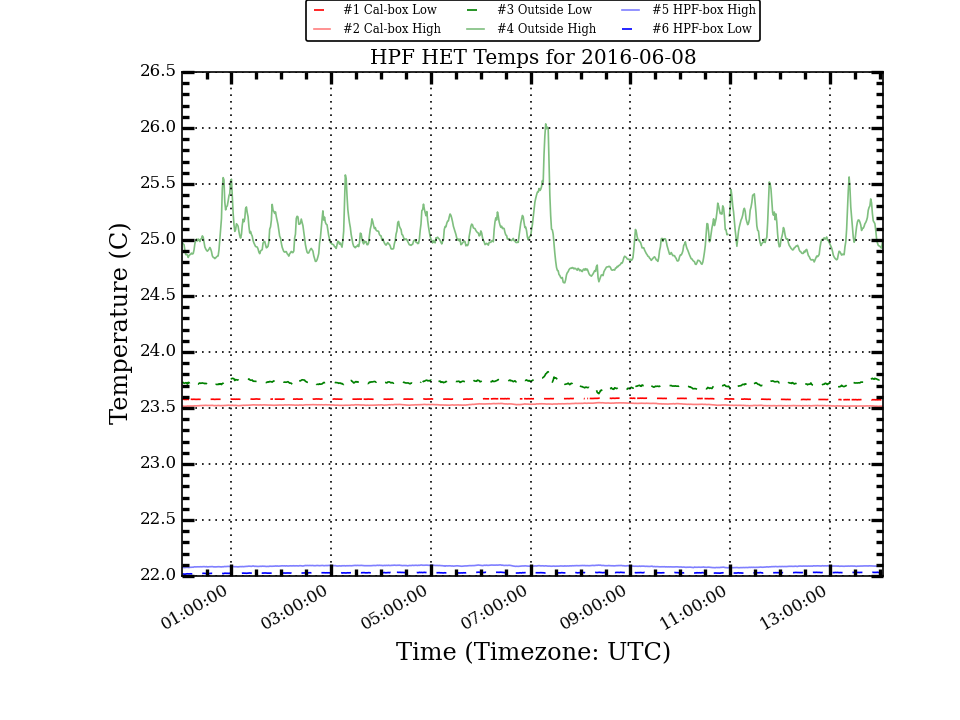 #1 Cal-box Low #3 Outside Low #5 HPF-box High
#2 Cal-box High #4 Outside High #6 HPF-box Low
HPF HET Temps for 2016-06-08
26.5
26.0
25.5
25.0
24.5
24.0
23.5
23.0
22.5
22.0
Temperature (C)
01:00:00 03:00:00 05:00:00 07:00:00 09:00:00 11:00:00 13:00:00
Time (Timezone: UTC)